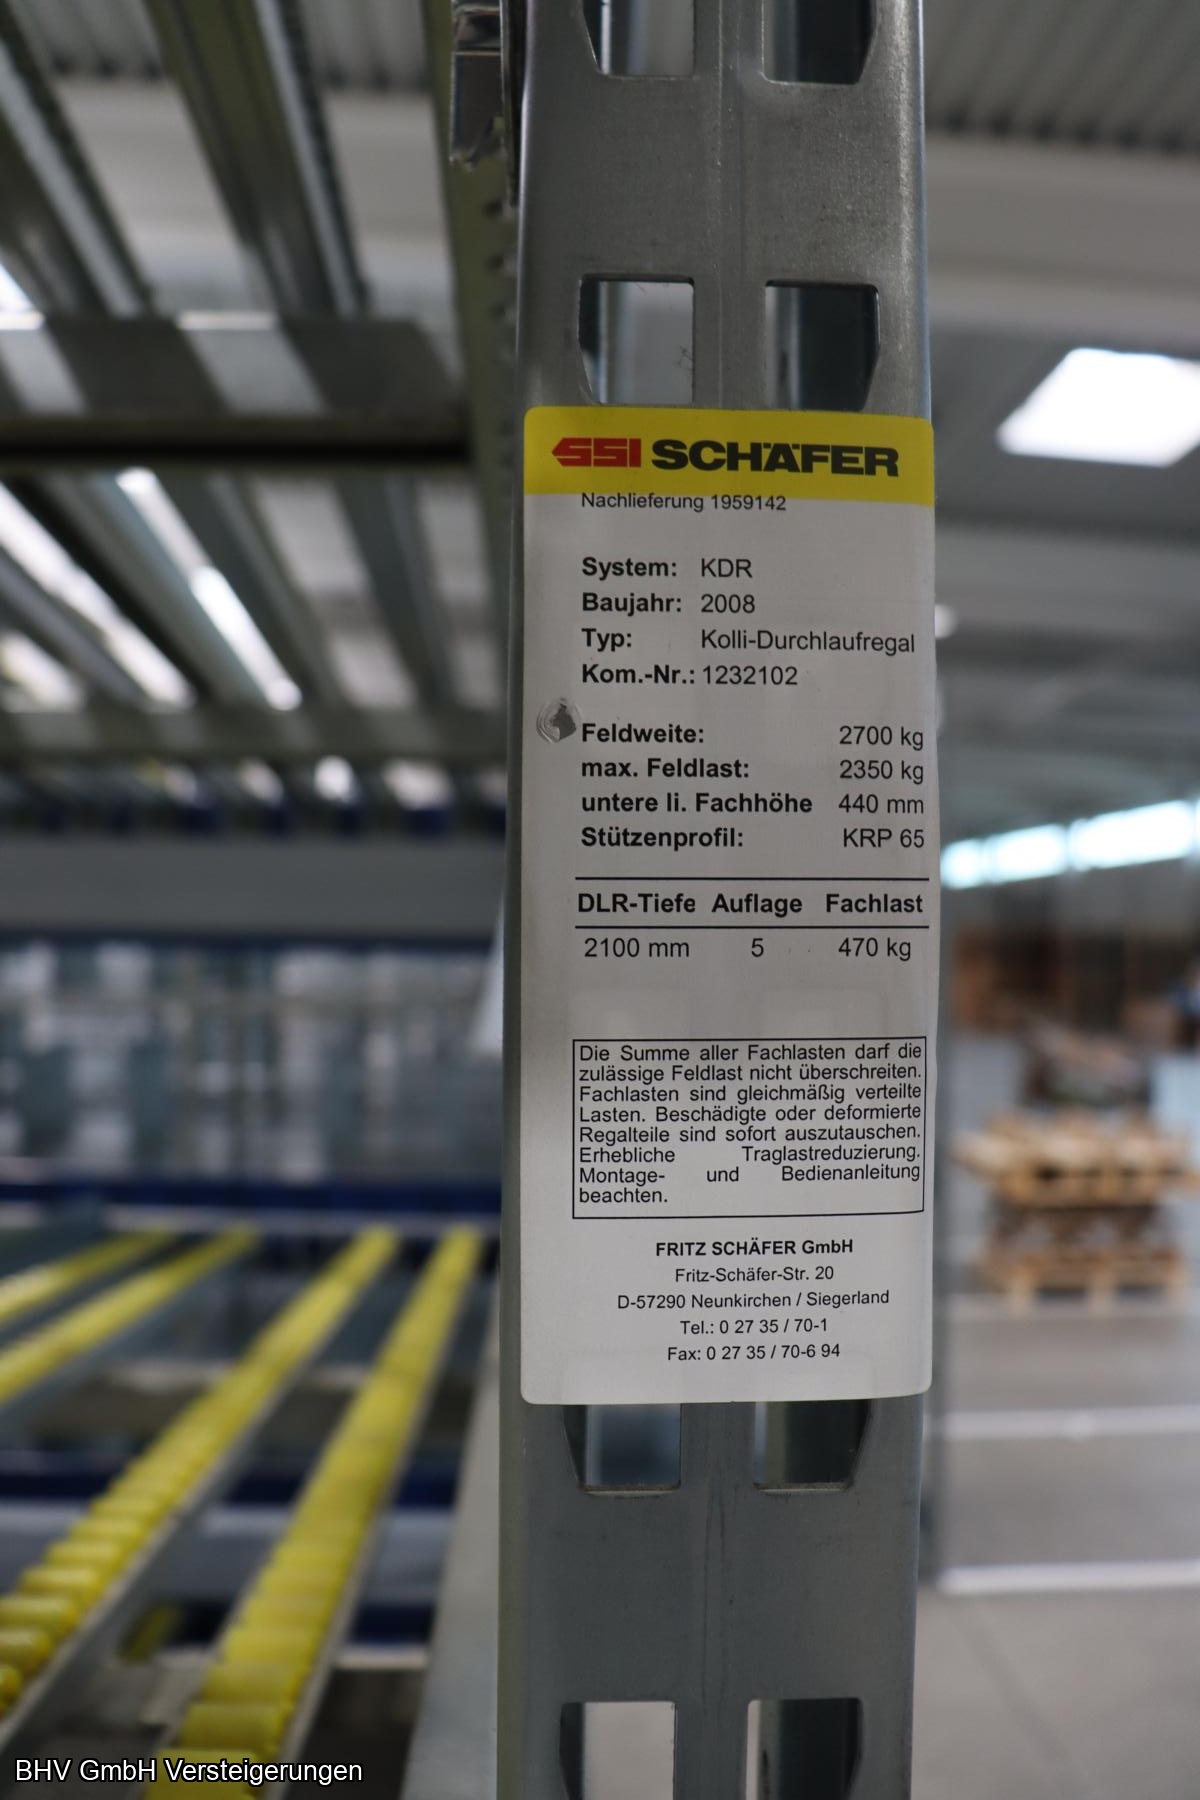 SSI SCHÄFER
Nachlieferung 1959142
System: KDR
Baujahr: 2008
Typ: Kolli-Durchlaufregal
Kom.-Nr.: 1232102
Feldweite: 2700 kg
max. Feldlast: 2350 kg
untere li. Fachhöhe 440 mm
Stützenprofil: KRP 65
DLR-Tiefe Auflage Fachlast
2100 mm 5 470 kg
Die Summe aller Fachlasten darf die
zulässige Feldlast nicht überschreiten.
Fachlasten sind gleichmäßig verteilte
Lasten. Beschädigte oder deformierte
Regalteile sind sofort auszutauschen.
Erhebliche Traglastreduzierung.
Montage- und Bedienanleitung
beachten.
FRITZ SCHÄFER GmbH
Fritz-Schäfer-Str. 20
D-57290 Neunkirchen / Siegerland
Tel.: 0 27 35 / 70-1
Fax: 0 27 35 / 70-6 94
BHV GmbH Versteigerungen